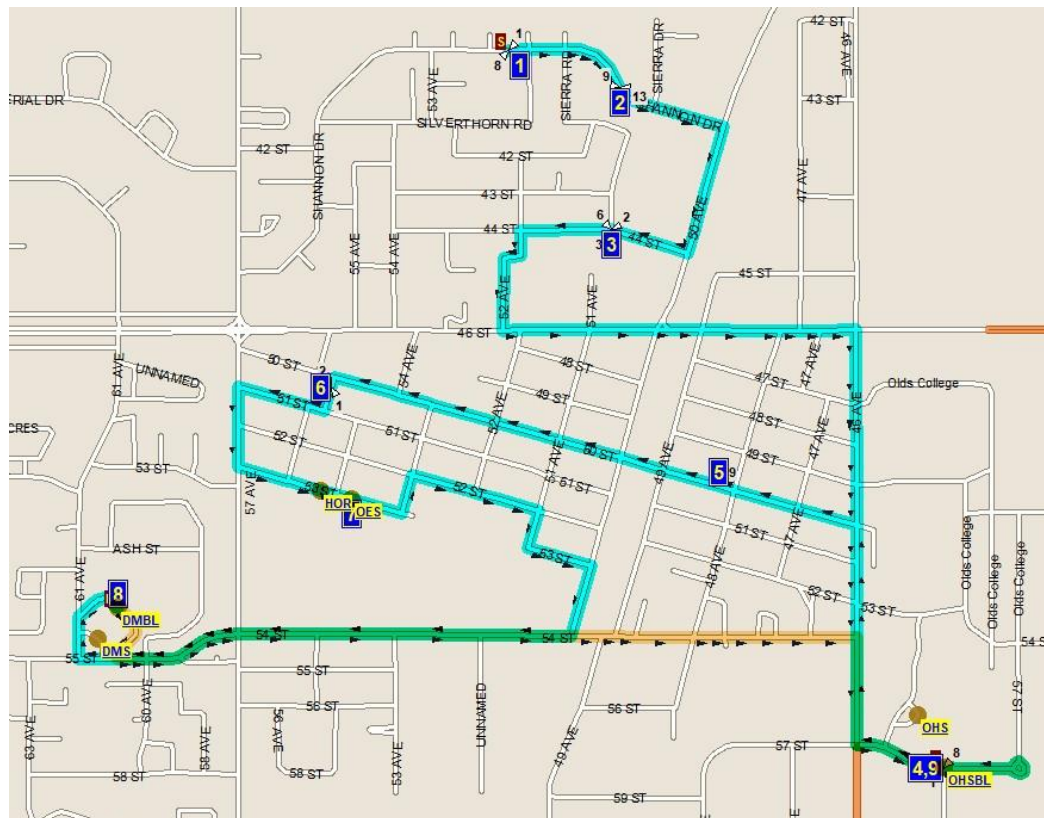 42 ST
46 AVE
S
1
1
8
SIERRA RD
SIERRA DR
53 AVE
9
2
13
ANNON DR
43 ST
RIAL DR
SILVERTHORN RD
42 ST
SHANNON DR
42 ST
47 AVE
43 ST
50 AVE
6
2
44 ST
3
3
44 ST
55 AVE
54 AVE
45 ST
52 AVE
51 AVE
46 ST
61 AVE
UNNAMED
50 ST
54 AVE
48 ST
47 ST
47 AVE
Olds College
2
6
1
49 ST
51 ST
52 AVE
48 ST
46 AVE
ACRES
52 ST
51 ST
50 ST
49 ST
47 AVE
53 ST
51 AVE
49 AVE
5
9
57 AVE
53 ST
52 ST
51 ST
HOR
OES
7
51 ST
47 AVE
ASH ST
53 ST
48 AVE
Olds College
Olds College
Olds College
61 AVE
8
52 ST
53 ST
DMBL
DMS
54 ST
54 ST
54 S
55 ST
55 ST
60 AVE
57 ST
63 AVE
58 AVE
56 AVE
56 ST
UNNAMED
56 ST
OHS
53 AVE
49 AVE
57 ST
58 ST
58 ST
4,9
8
OHSBL
59 ST